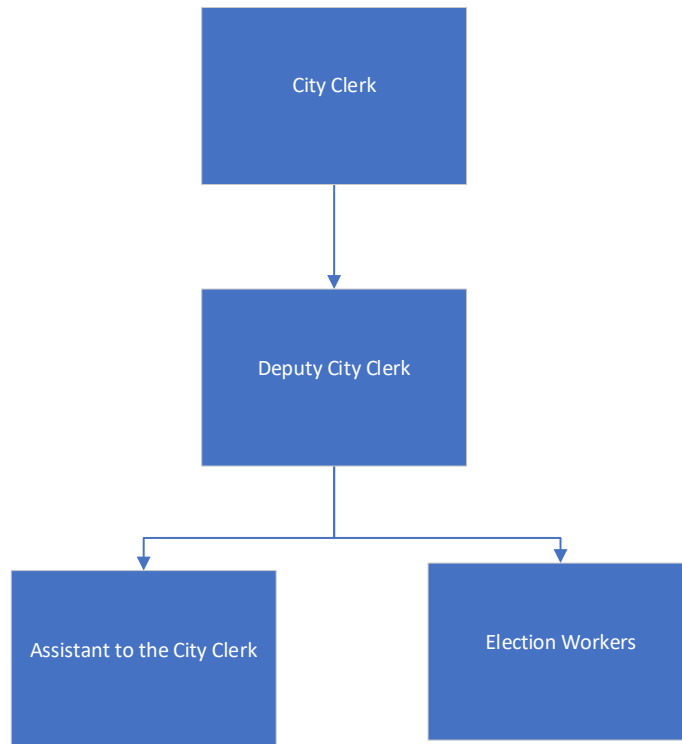 City Clerk
Deputy City Clerk
Assistant to the City Clerk
Election Workers